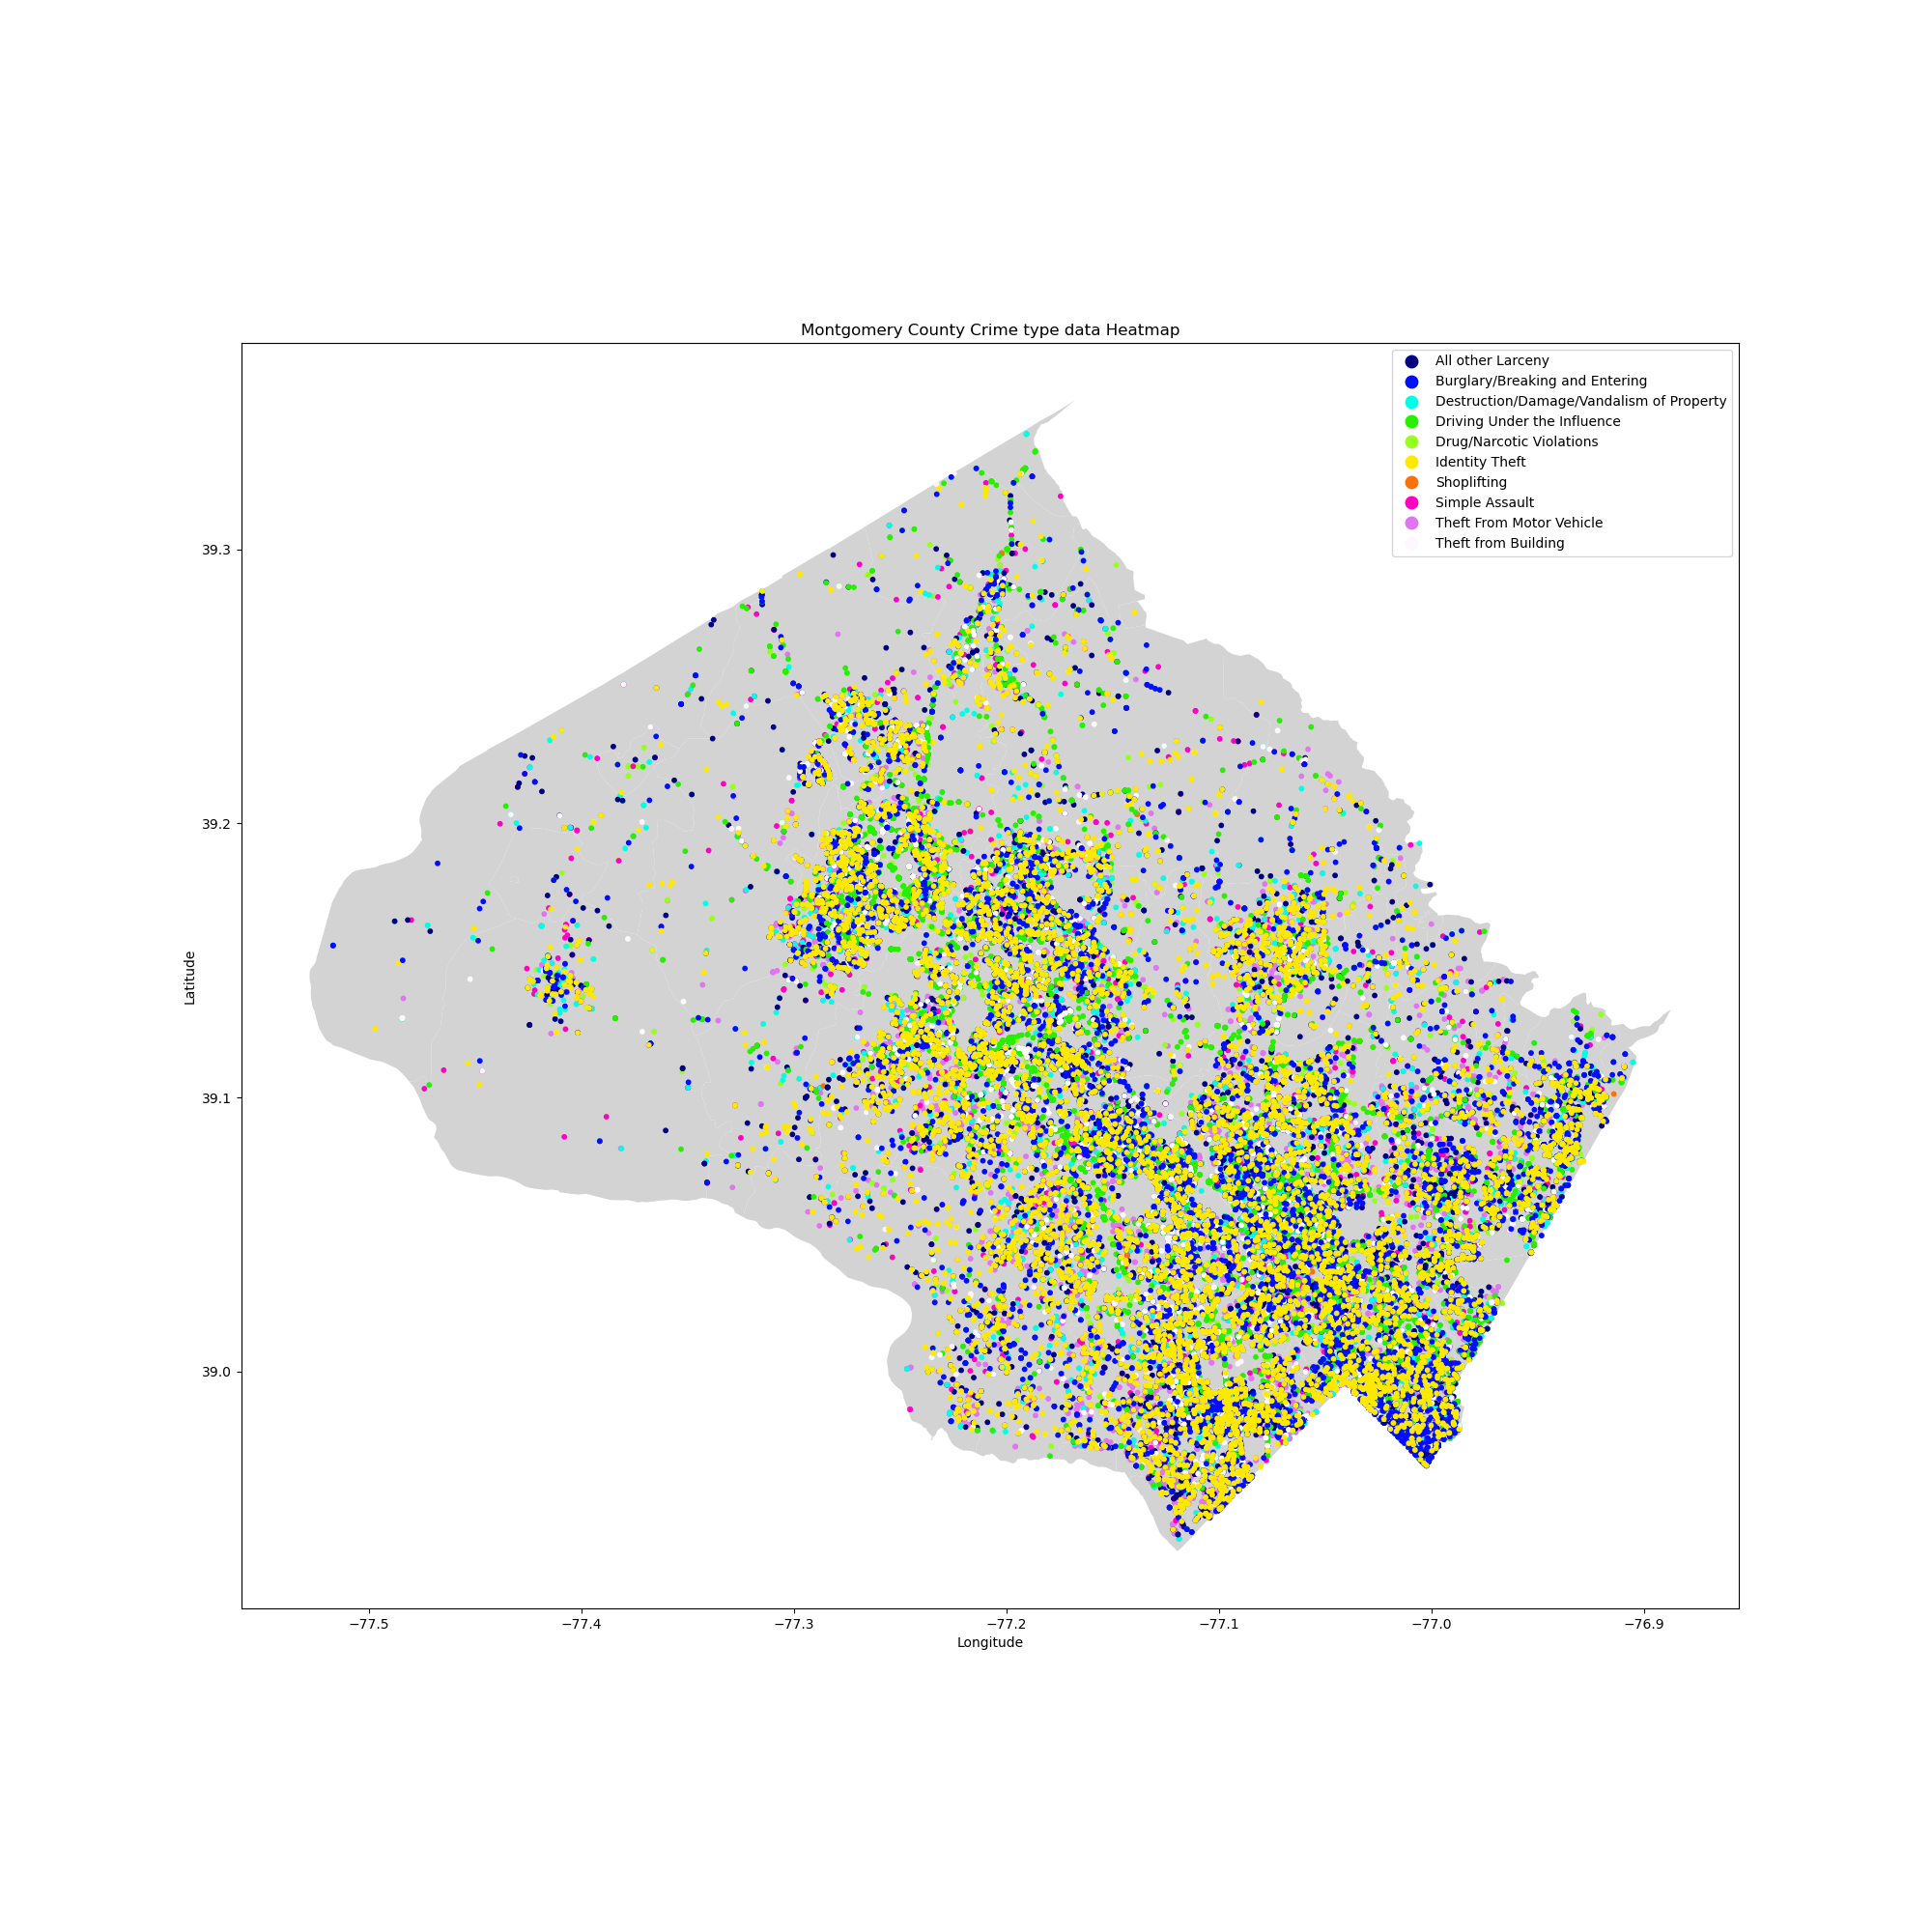 Montgomery County Crime type data Heatmap
All other Larceny
Burglary/Breaking and Entering
Destruction/Damage/Vandalism of Property
Driving Under the Influence
Drug/Narcotic Violations
Identity Theft
Shoplifting
Simple Assault
Theft From Motor Vehicle
Theft from Building
39.3
39.2
39.1
39.0
Latitude
−77.5 −77.4 −77.3 −77.2 −77.1 −77.0 −76.9
Longitude